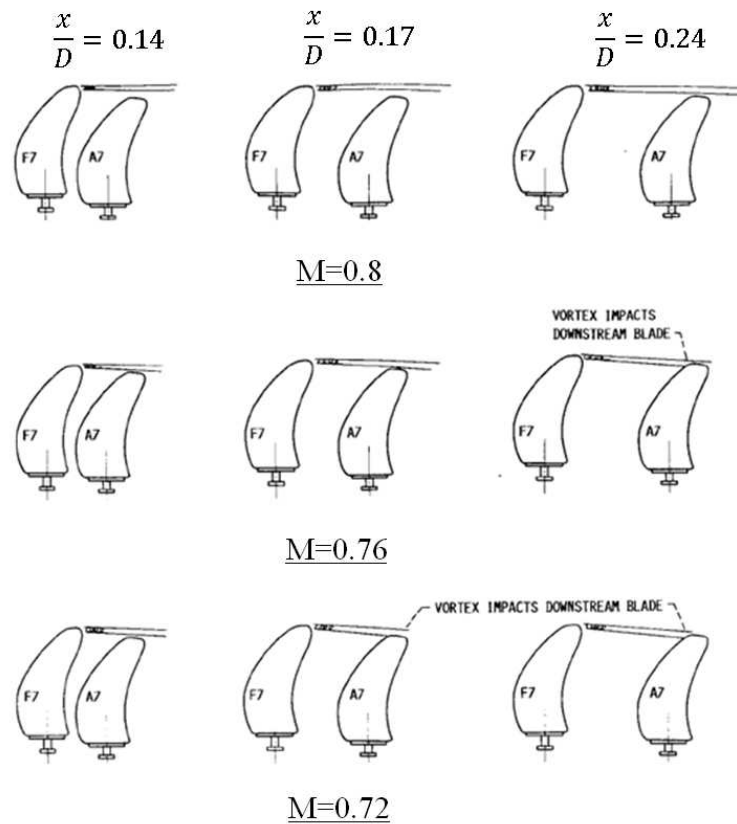 x/D = 0.14 x/D = 0.17 x/D = 0.24
F7 A7 F7 A7 F7 A7
M=0.8
VORTEX IMPACTS
DOWNSTREAM BLADE
F7 A7 F7 A7 F7 A7
M=0.76
VORTEX IMPACTS DOWNSTREAM BLADE
F7 A7 F7 A7 F7 A7
M=0.72